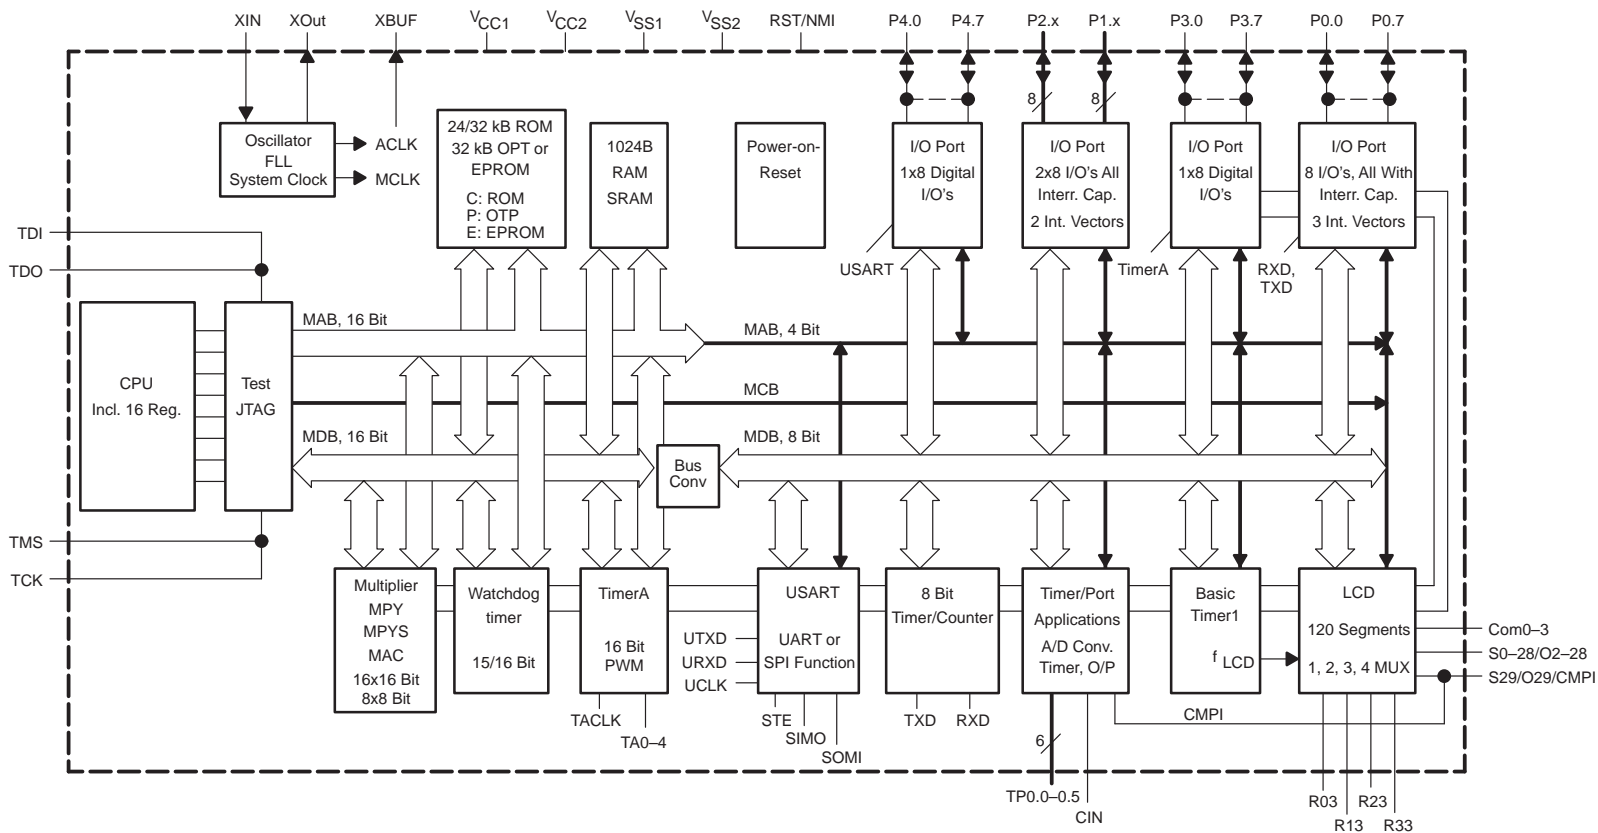 XIN
XOut
XBUF
VCC1
VCC2
VSS1
VSS2
RST/NMI
P4.0
P4.7
P2.x
P1.x
P3.0
P3.7
P0.0
P0.7
8
8
Oscillator
FLL
System Clock
ACLK
MCLK
24/32 kB ROM
32 kB OPT or
EPROM
C: ROM
P: OTP
E: EPROM
1024B
RAM
SRAM
Power-on-
Reset
I/O Port
1x8 Digital
I/O's
I/O Port
2x8 I/O's All
Interr. Cap.
2 Int. Vectors
I/O Port
1x8 Digital
I/O's
I/O Port
8 I/O's, All With
Interr. Cap.
3 Int. Vectors
TDI
TDO
USART
TimerA
RXD,
TXD
CPU
Incl. 16 Reg.
Test
JTAG
MAB, 16 Bit
MAB, 4 Bit
MCB
MDB, 16 Bit
MDB, 8 Bit
Bus
Conv
TMS
TCK
Multiplier
MPY
MPYS
MAC
16x16 Bit
8x8 Bit
Watchdog
timer
15/16 Bit
TimerA
16 Bit
PWM
TACLK
TA0–4
UTXD
URXD
UCLK
USART
UART or
SPI Function
STE
SIMO
SOMI
8 Bit
Timer/Counter
TXD
RXD
Timer/Port
Applications
A/D Conv.
Timer, O/P
6
TP0.0–0.5
CIN
CMPI
Basic
Timer1
fLCD
LCD
120 Segments
1, 2, 3, 4 MUX
Com0–3
S0–28/O2–28
S29/O29/CMPI
R03
R13
R23
R33